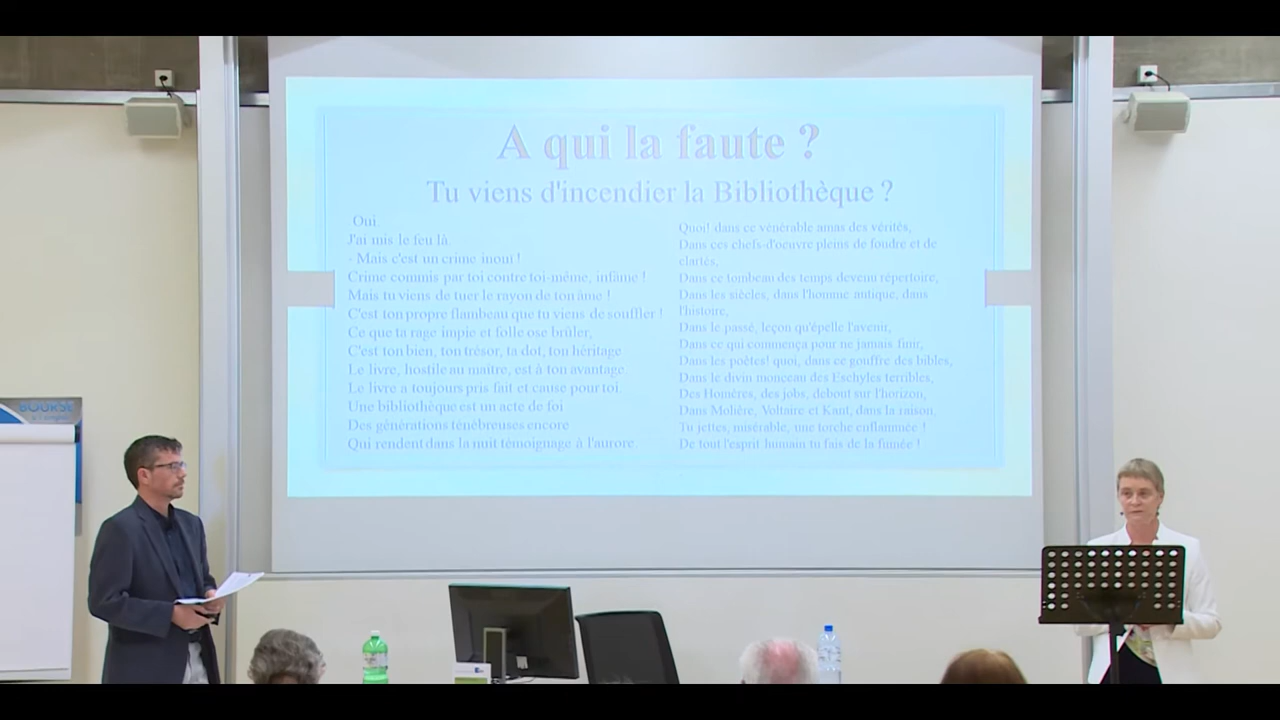 A qui la faute ?
Tu viens d'incendier la Bibliothèque ?
Oui.
J'ai mis le feu là.
- Mais c'est un crime inouï !
Crime commis par toi contre toi-même, infâme !
Mais tu viens de tuer le rayon de ton âme !
C'est ton propre flambeau que tu viens de souffler !
Ce que ta rage impie et folle ose brûler,
C'est ton bien, ton trésor, ta dot, ton héritage
Le livre, hostile au maître, est à ton avantage.
Le livre a toujours pris fait et cause pour toi.
Une bibliothèque est un acte de foi
Des générations ténébreuses encore
Qui rendent dans la nuit témoignage à l'aurore.
Quoi! dans ce vénérable amas des vérités,
Dans ces chefs-d'oeuvre pleins de foudre et de
clartés,
Dans ce tombeau des temps devenu répertoire,
Dans les siècles, dans l'homme antique, dans
l'histoire,
Dans le passé, leçon qu'épelle l'avenir,
Dans ce qui commença pour ne jamais finir,
Dans les poètes! quoi, dans ce gouffre des bibles,
Dans le divin monceau des Eschyles terribles,
Des Homères, des jobs, debout sur l'horizon,
Dans Molière, Voltaire et Kant, dans la raison,
Tu jettes, misérable, une torche enflammée !
De tout l'esprit humain tu fais de la fumée !
BOURSE